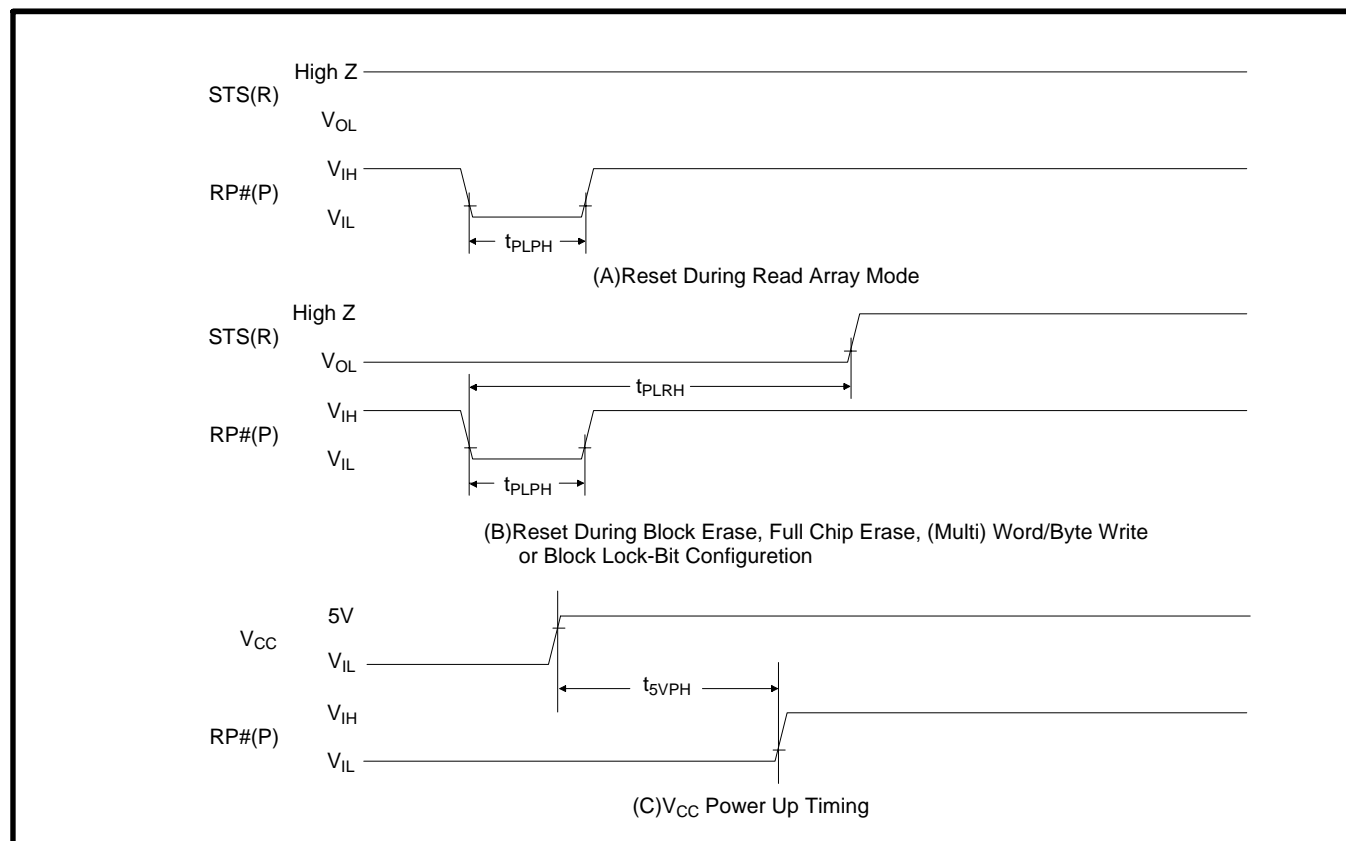 High Z
STS(R)
VOL
VIH
RP#(P)
VIL
tPLPH
(A)Reset During Read Array Mode
High Z
STS(R)
VOL
tPLRH
VIH
RP#(P)
VIL
tPLPH
(B)Reset During Block Erase, Full Chip Erase, (Multi) Word/Byte Write
or Block Lock-Bit Configuretion
5V
VCC
VIL
t5VPH
VIH
RP#(P)
VIL
(C)VCC Power Up Timing